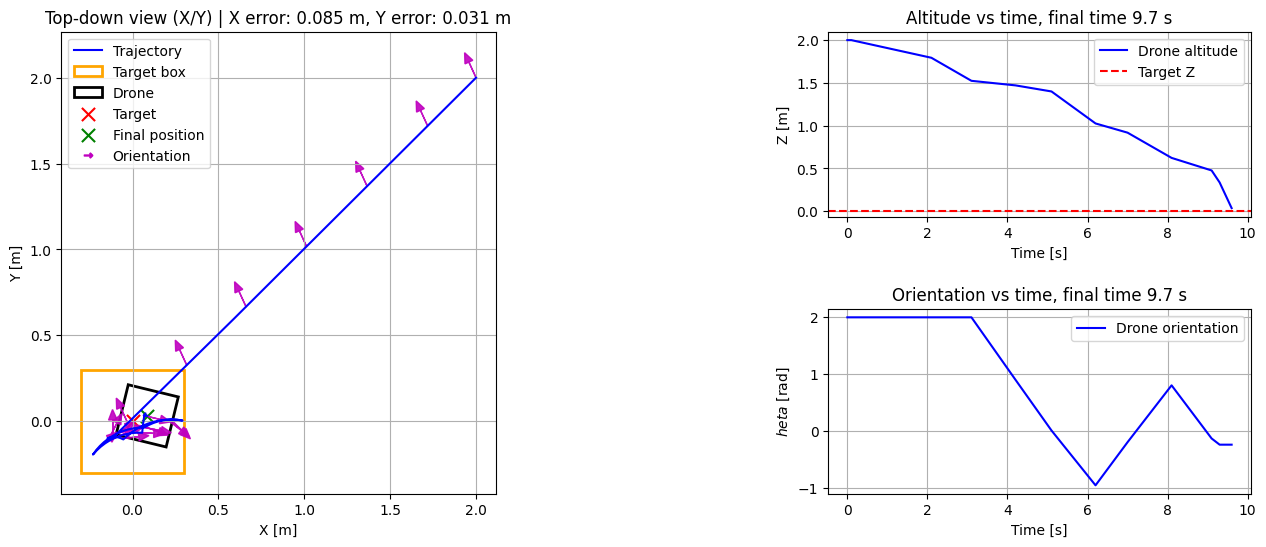 Top-down view (X/Y) | X error: 0.085 m, Y error: 0.031 m
Trajectory
Target box
Drone
Target
Final position
Orientation
2.0
1.5
1.0
0.5
0.0
Y [m]
0.0
0.5
1.0
1.5
2.0
X [m]
Altitude vs time, final time 9.7 s
Drone altitude
Target Z
2.0
1.5
1.0
0.5
0.0
Z [m]
0
2
4
6
8
10
Time [s]
Orientation vs time, final time 9.7 s
Drone orientation
2
1
0
−1
heta [rad]
0
2
4
6
8
10
Time [s]